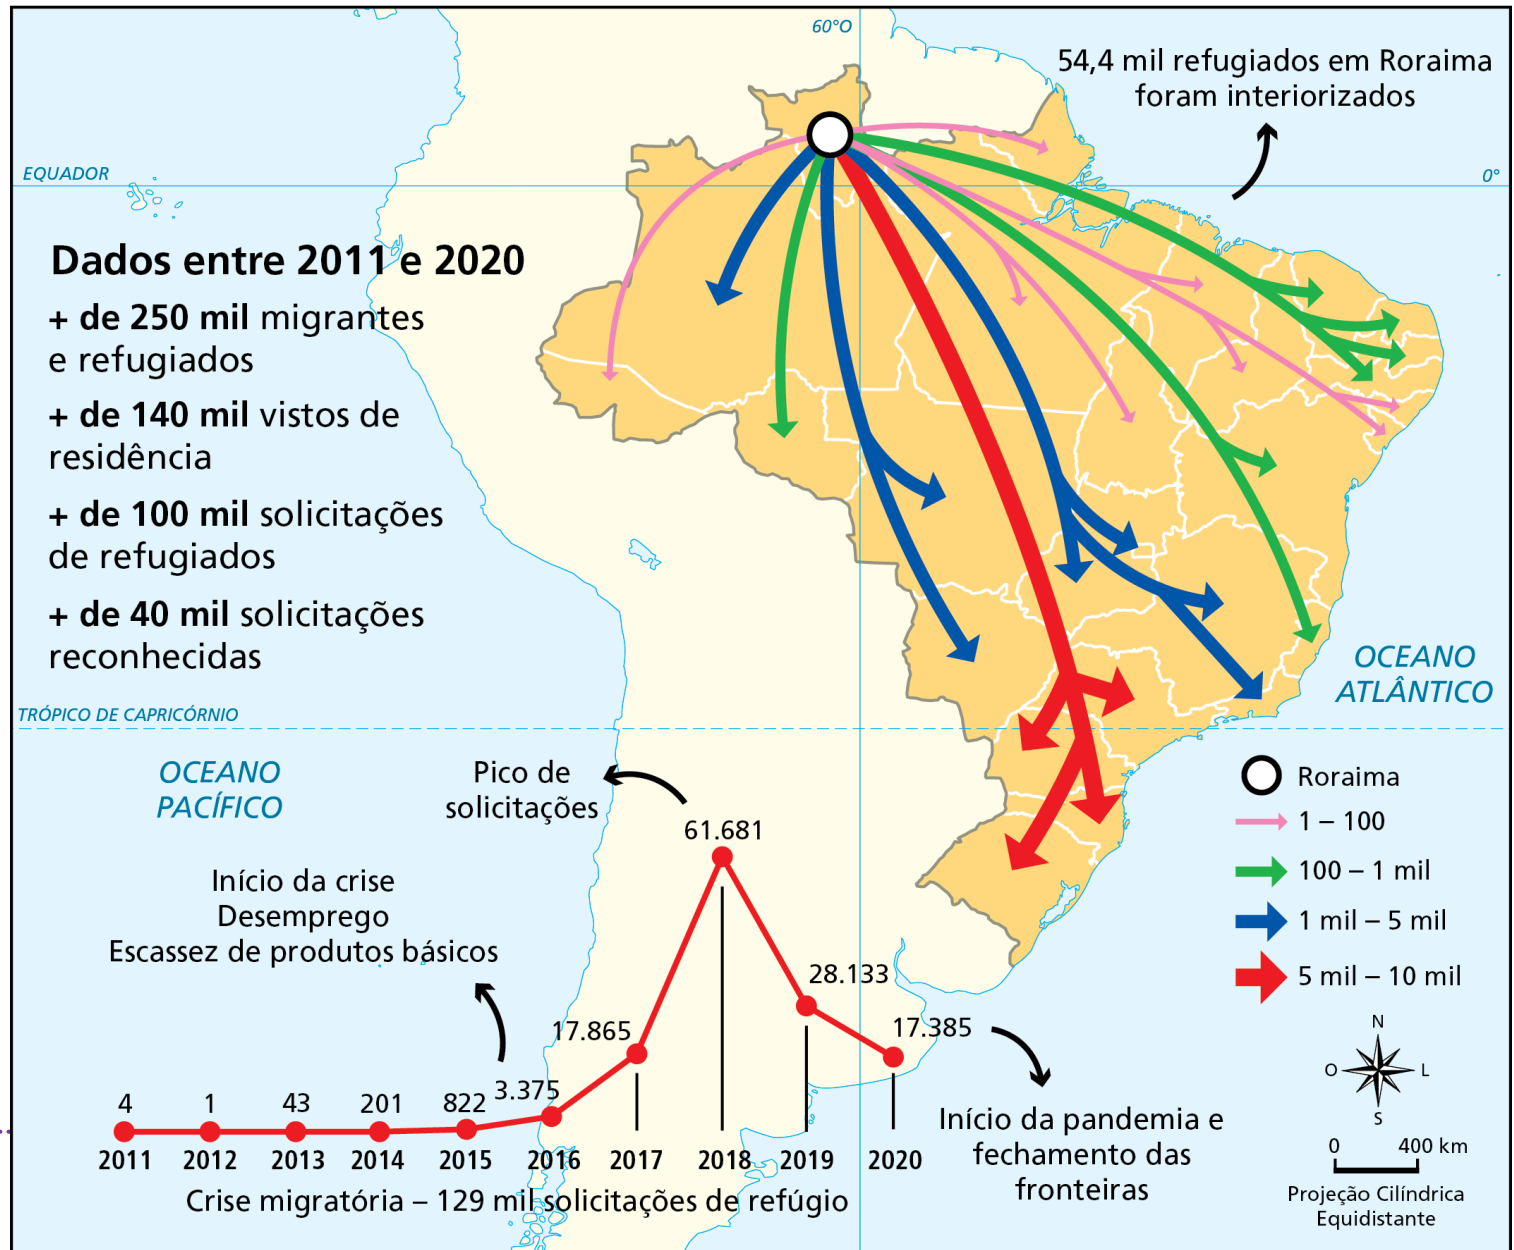 60°O
54,4 mil refugiados em Roraima
foram interiorizados
EQUADOR
0°
Dados entre 2011 e 2020
+ de 250 mil migrantes
e refugiados
+ de 140 mil vistos de
residência
+ de 100 mil solicitações
de refugiados
+ de 40 mil solicitações
reconhecidas
OCEANO
ATLÂNTICO
TRÓPICO DE CAPRICÓRNIO
OCEANO
PACÍFICO
Pico de
solicitações
Roraima
1 – 100
100 – 1 mil
1 mil – 5 mil
5 mil – 10 mil
Início da crise
Desemprego
Escassez de produtos básicos
4
1
43
201
822
3.375
17.865
61.681
28.133
17.385
2011
2012
2013
2014
2015
2016
2017
2018
2019
2020
Crise migratória – 129 mil solicitações de refúgio
Início da pandemia e
fechamento das
fronteiras
N
O
L
S
0
400 km
Projeção Cilíndrica
Equidistante